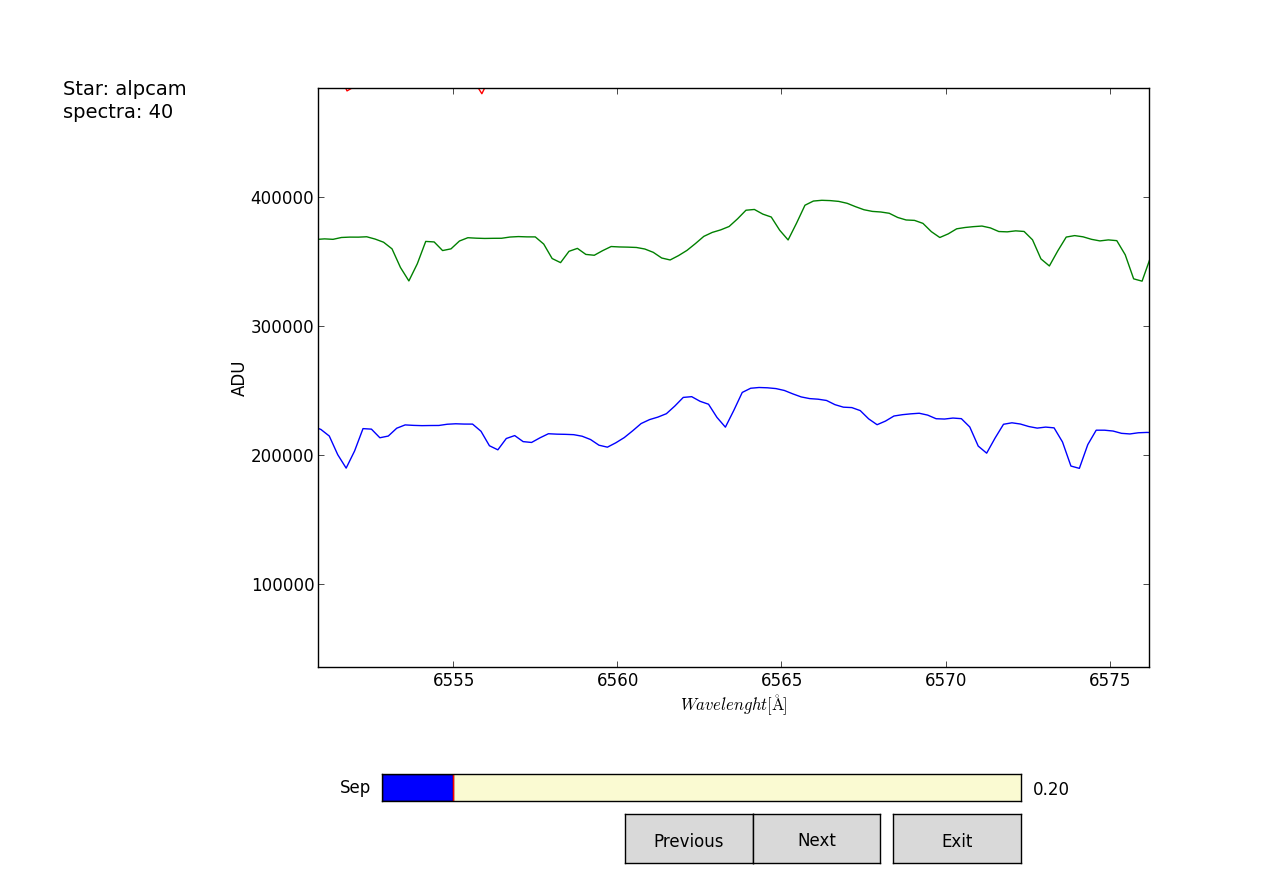 Star: alpcam
spectra: 40
400000
300000
200000
100000
ADU
6555
6560
6565
6570
6575
Wavelenght[Å]
Sep
0.20
Previous
Next
Exit